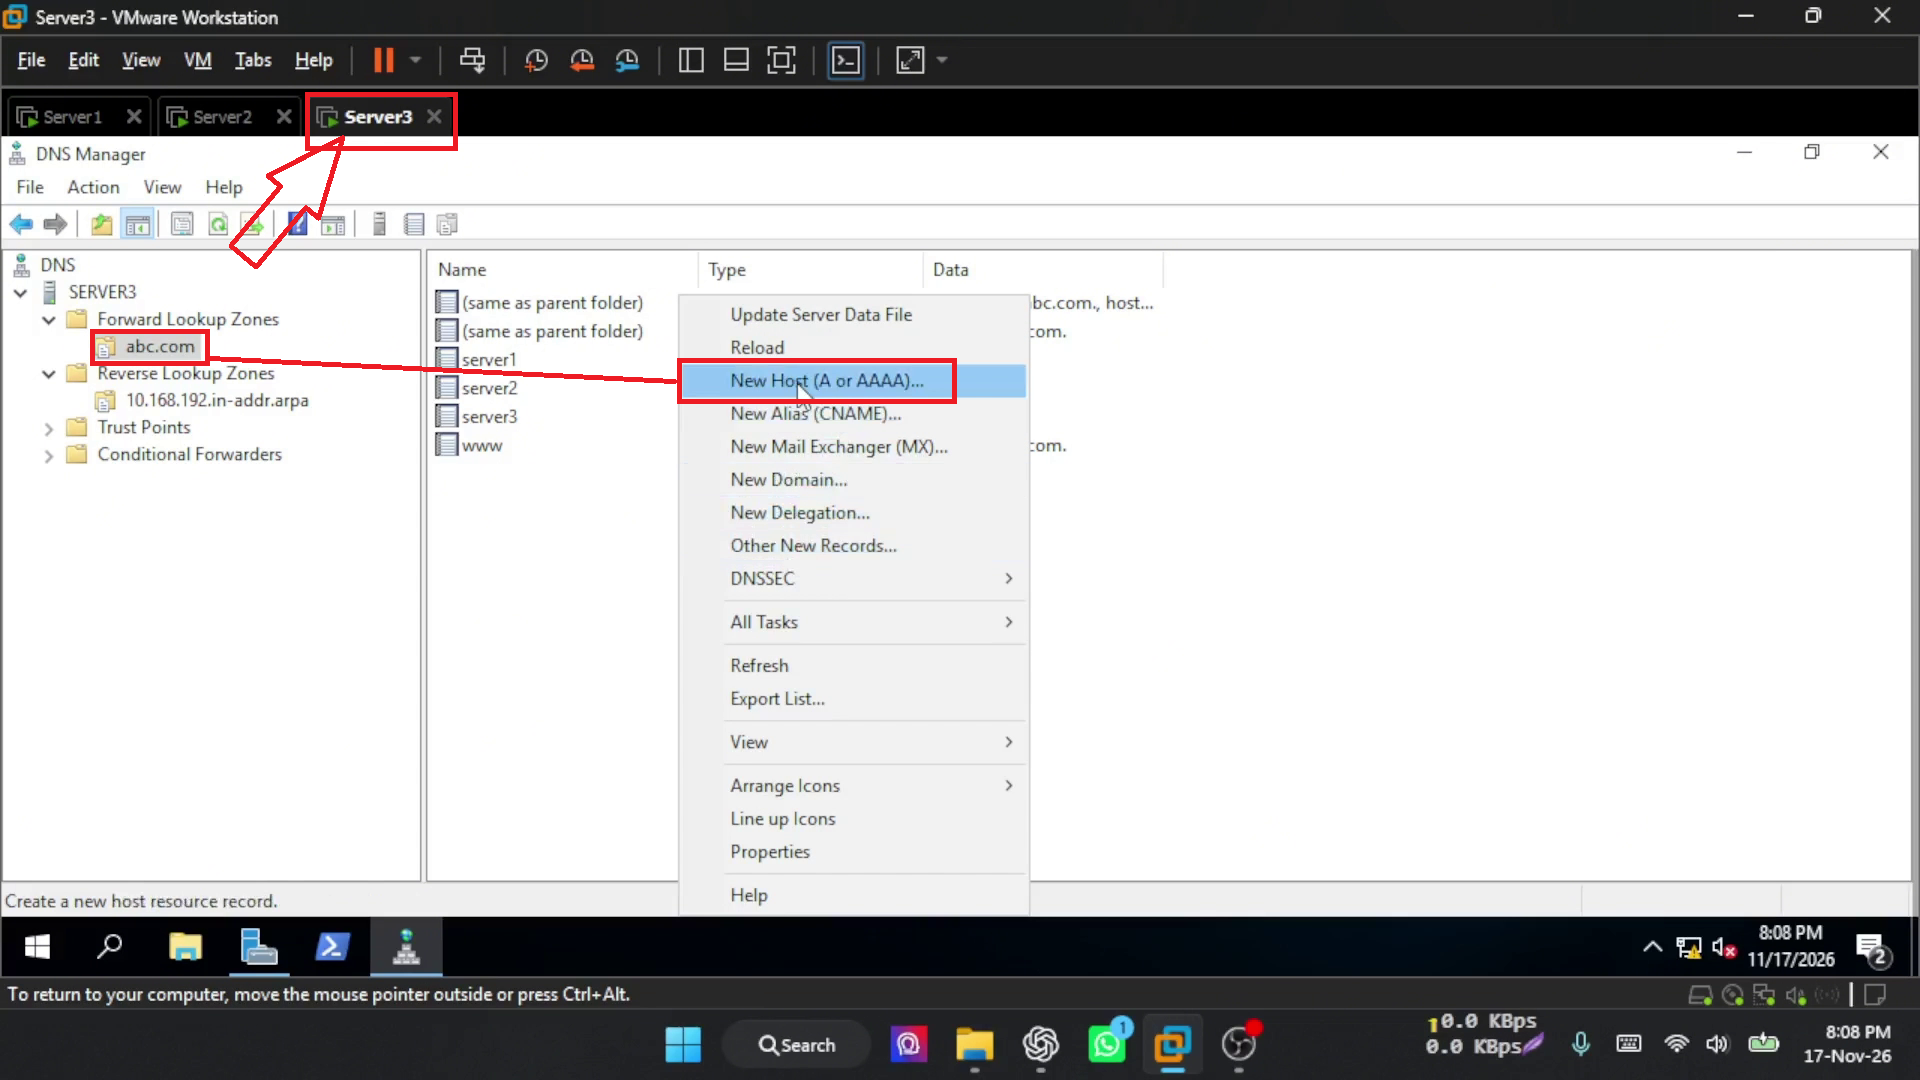 Server3 - VMware Workstation
File Edit View VM Tabs Help
Server1 Server2 Server3
DNS Manager
File Action View Help
DNS
SERVER3
Forward Lookup Zones
abc.com
Reverse Lookup Zones
10.168.192.in-addr.arpa
Trust Points
Conditional Forwarders
Name Type Data
(same as parent folder) bc.com., host...
(same as parent folder) com.
server1
server2
server3
www com.
Update Server Data File
Reload
New Host (A or AAAA)...
New Alias (CNAME)...
New Mail Exchanger (MX)...
New Domain...
New Delegation...
Other New Records...
DNSSEC
All Tasks
Refresh
Export List...
View
Arrange Icons
Line up Icons
Properties
Help
Create a new host resource record.
8:08 PM
11/17/2026
2
To return to your computer, move the mouse pointer outside or press Ctrl+Alt.
Search
1
0.0 KBps
0.0 KBps
8:08 PM
17-Nov-26